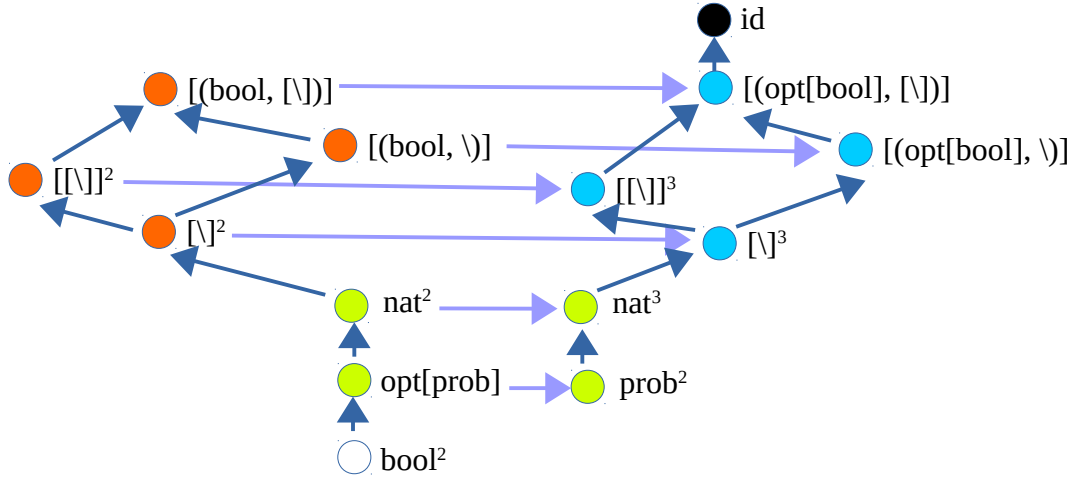 id
[(bool, [\])]
[(opt[bool], [\])]
[(bool, \)]
[(opt[bool], \)]
[[\]]²
[[\]]³
[\]²
[\]³
nat²
nat³
opt[prob]
prob²
bool²